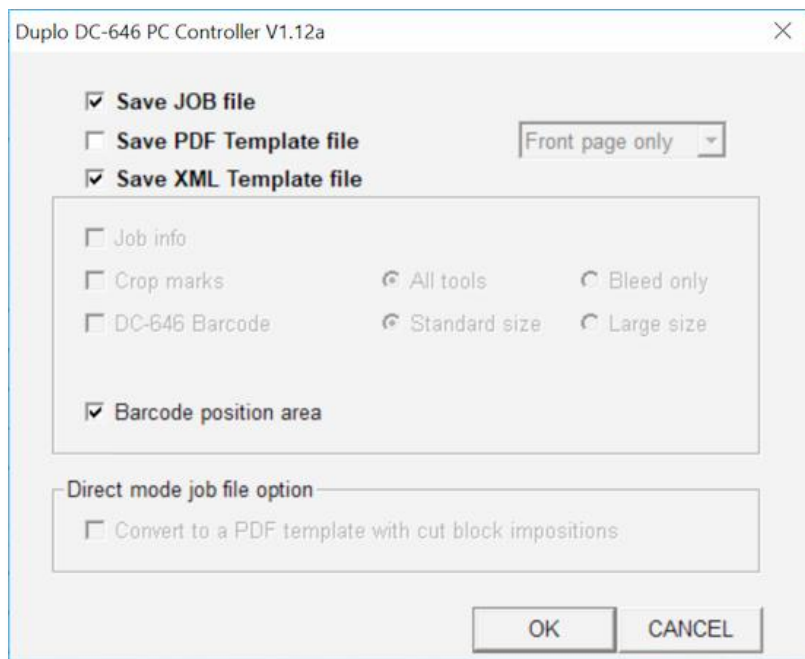 Duplo DC-646 PC Controller V1.12a
Save JOB file
Save PDF Template file Front page only
Save XML Template file
Job info
Crop marks All tools Bleed only
DC-646 Barcode Standard size Large size
Barcode position area
Direct mode job file option
Convert to a PDF template with cut block impositions
OK CANCEL